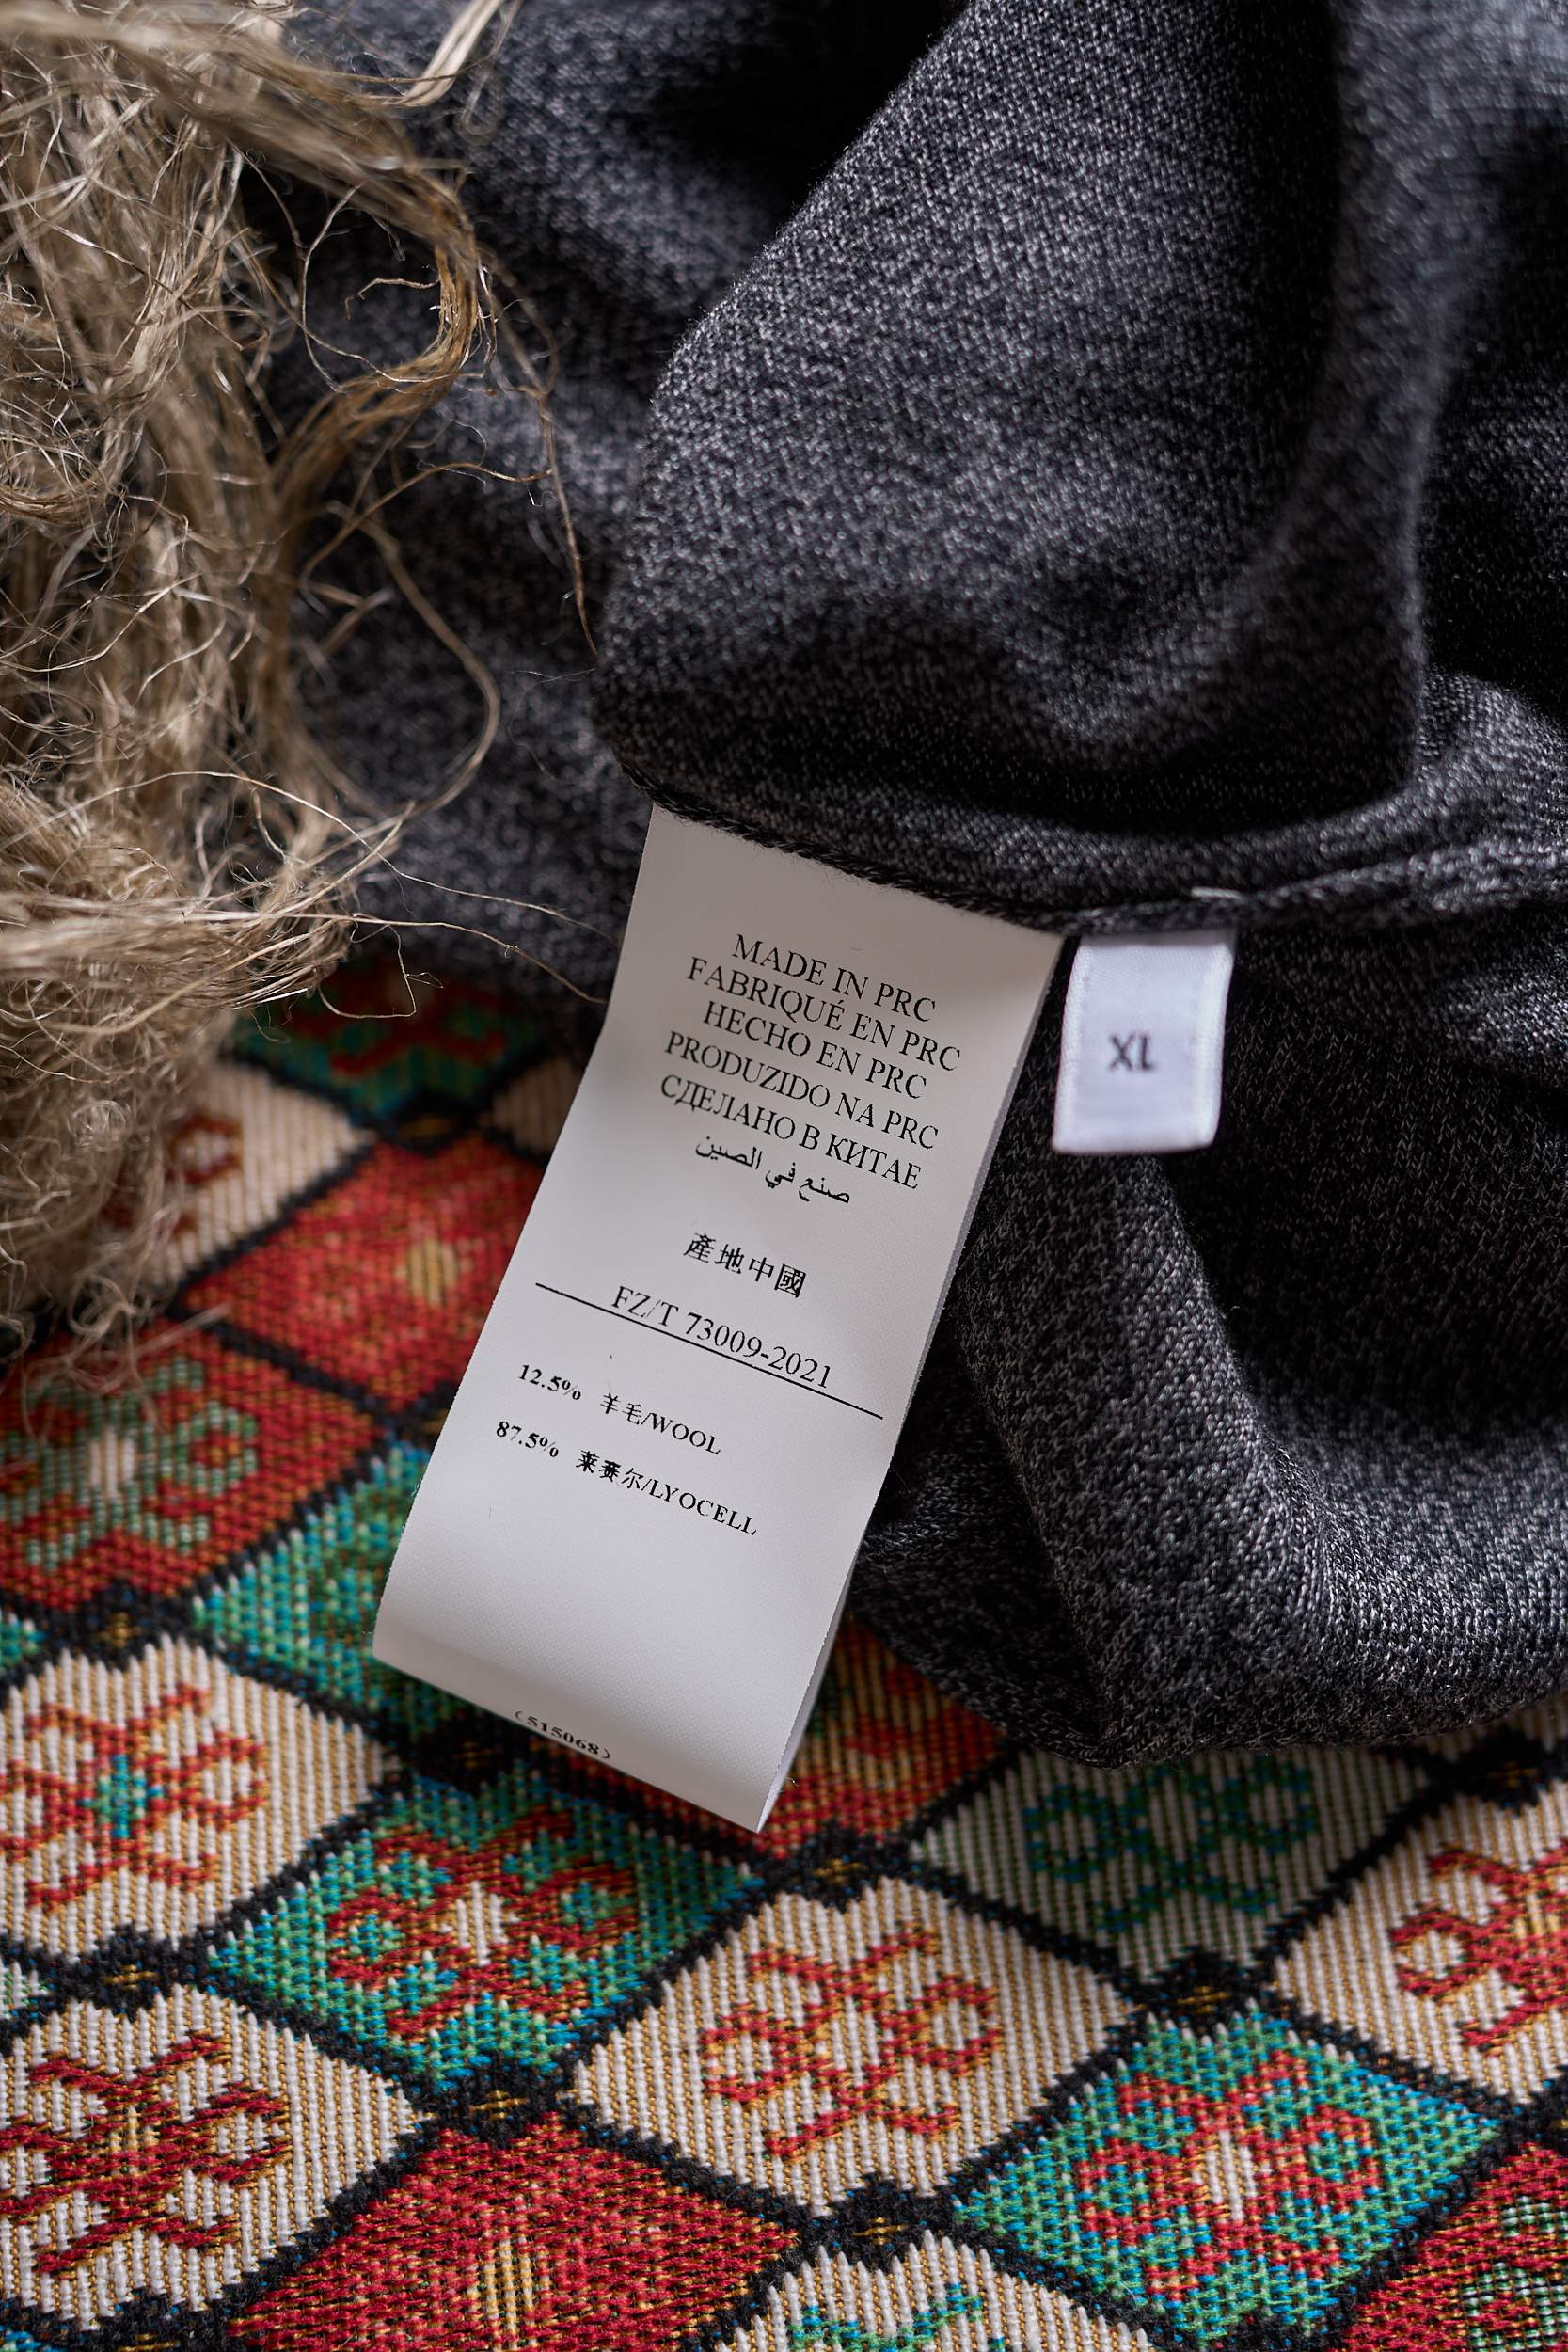 MADE IN PRC
FABRIQUÉ EN PRC
HECHO EN PRC
PRODUZIDO NA PRC
СДЕЛАНО В КИТАЕ
صنع في الصين
產地中國
FZ/T 73009-2021
12.5% 羊毛/WOOL
87.5% 莱赛尔/LYOCELL
(515068)
XL